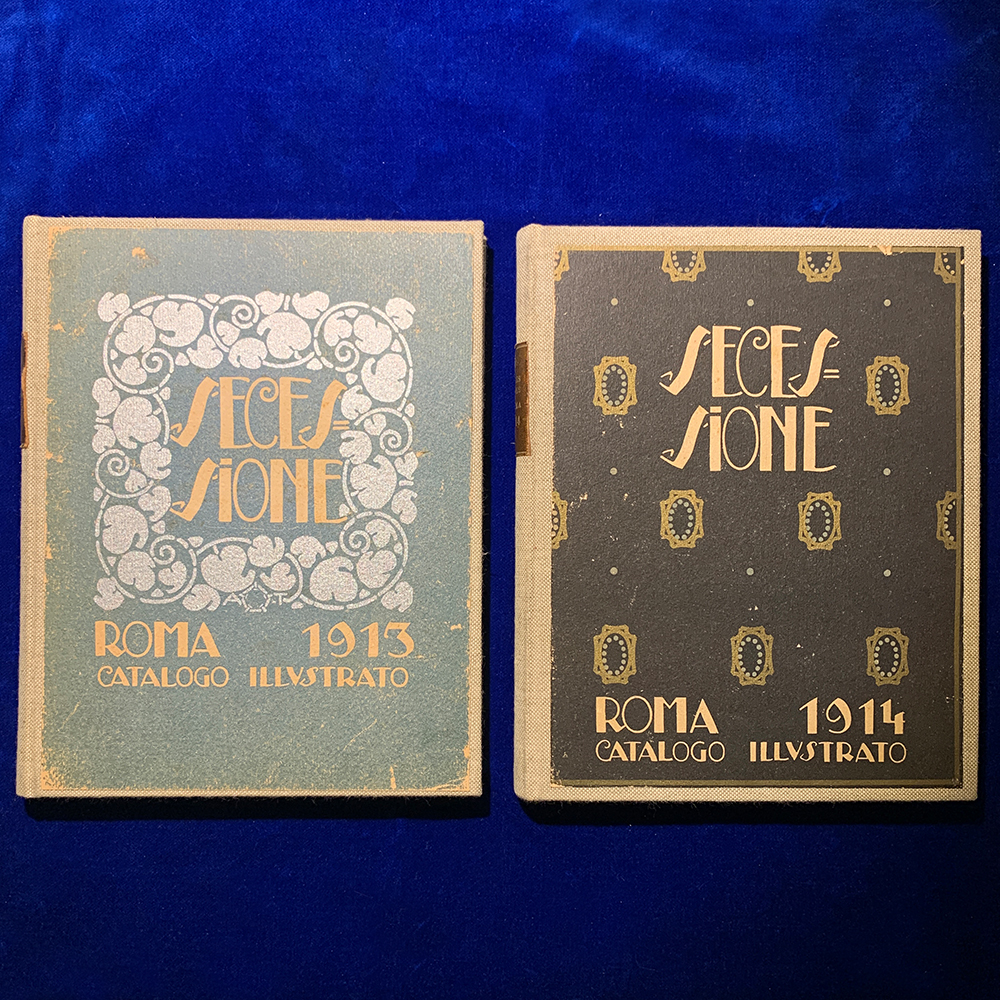 SECES=
SIONE
A T
ROMA 1913
CATALOGO ILLVSTRATO
SECES=
SIONE
ROMA 1914
CATALOGO ILLVSTRATO